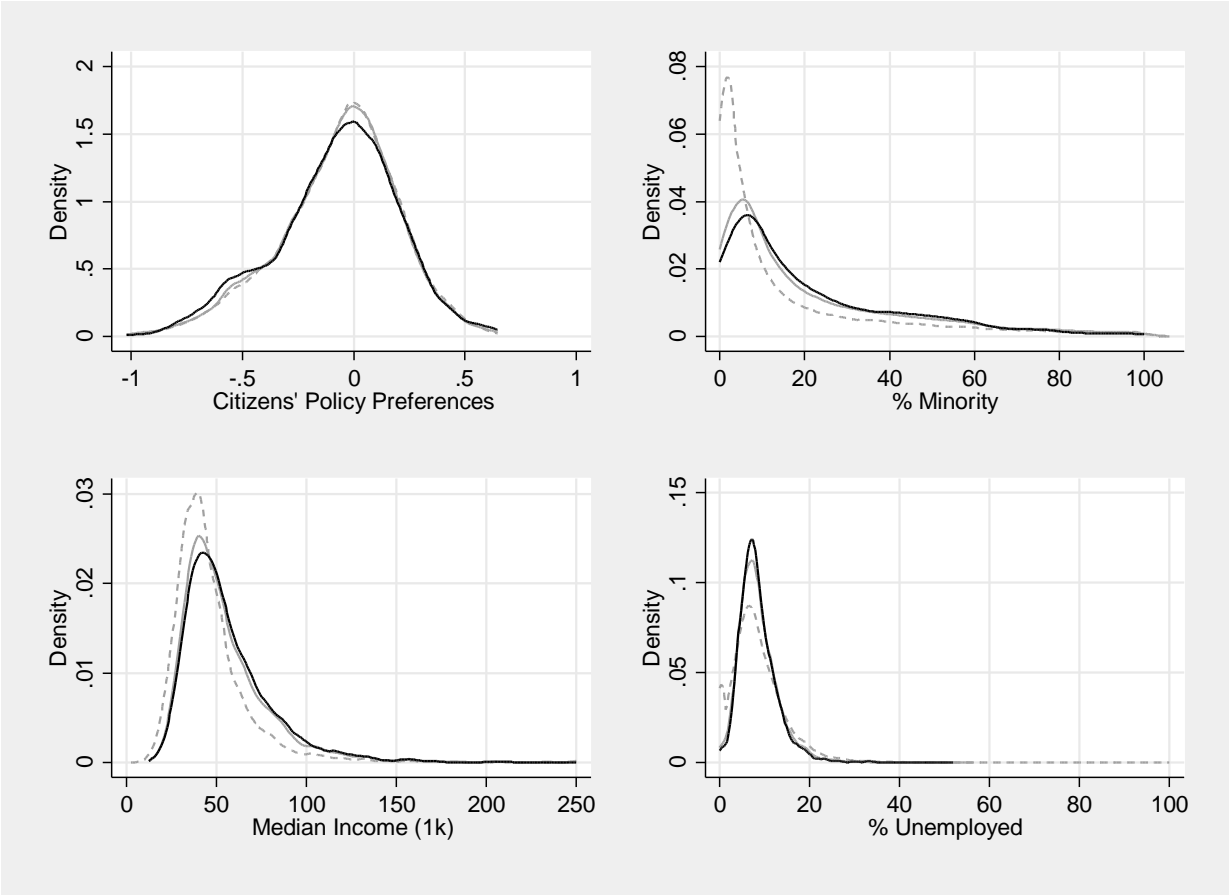 2
1.5
1
.5
0
Density
-1 -.5 0 .5 1
Citizens' Policy Preferences
.08
.06
.04
.02
0
Density
0 20 40 60 80 100
% Minority
.03
.02
.01
0
Density
0 50 100 150 200 250
Median Income (1k)
.15
.1
.05
0
Density
0 20 40 60 80 100
% Unemployed